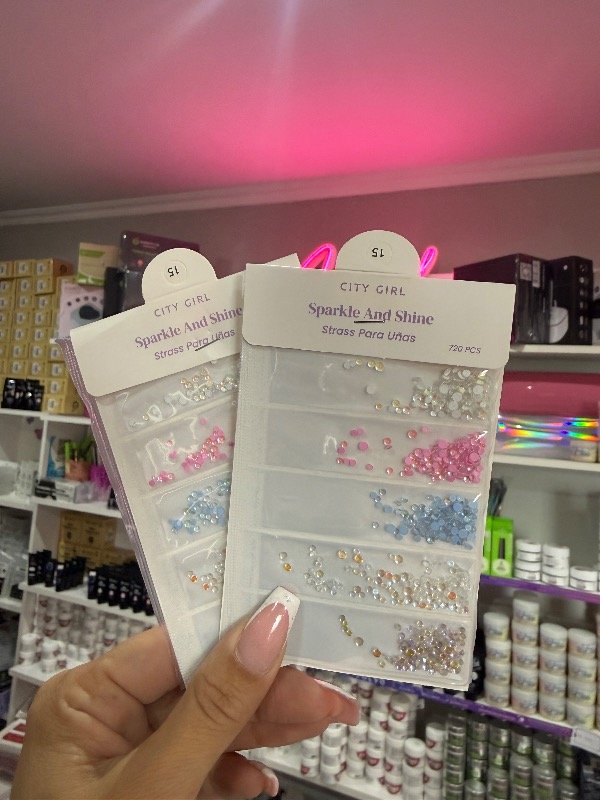 15
CITY GIRL
Sparkle And Shine
Strass Para Uñas
15
CITY GIRL
Sparkle And Shine
Strass Para Uñas
720 PCS